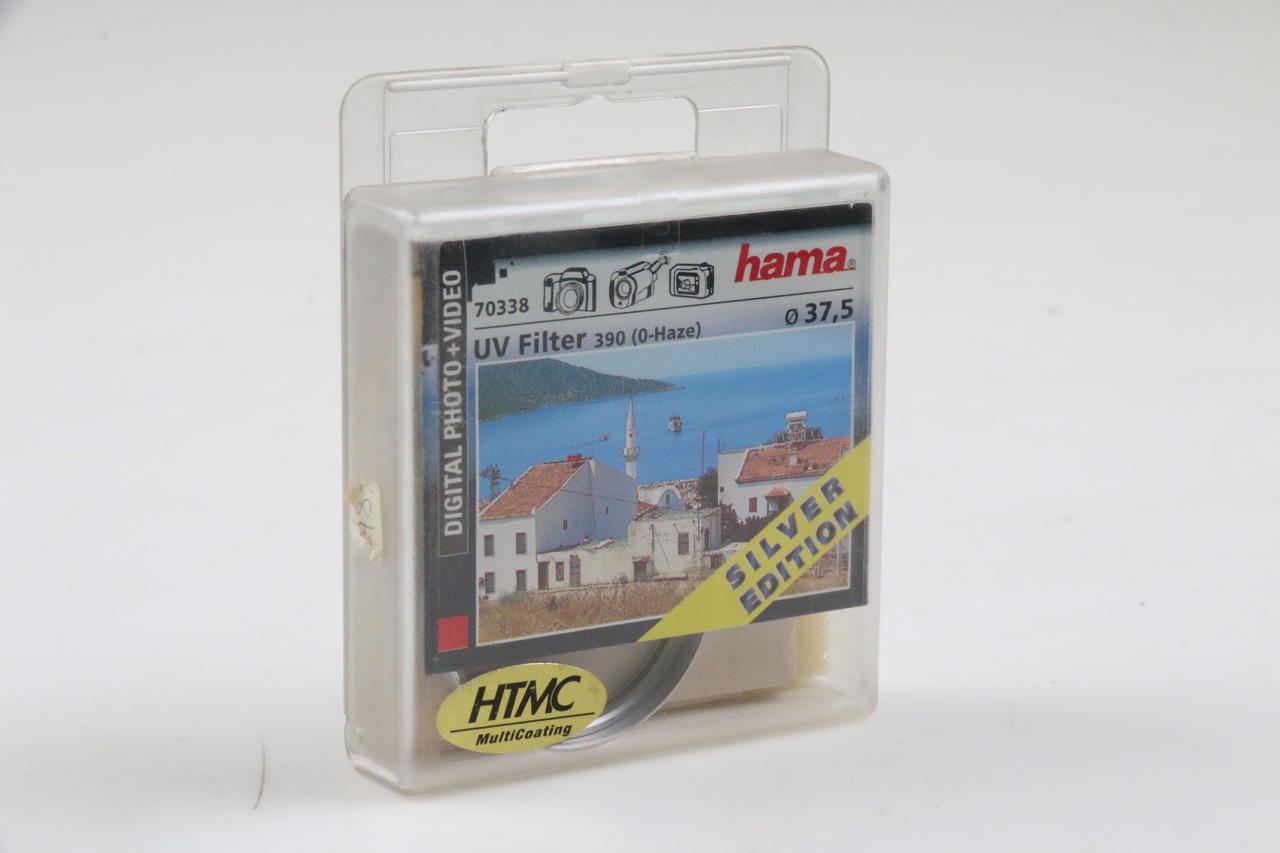 hama®
70338
Ø 37,5
UV Filter 390 (0-Haze)
DIGITAL PHOTO+VIDEO
SILVER
EDITION
HTMC
MultiCoating